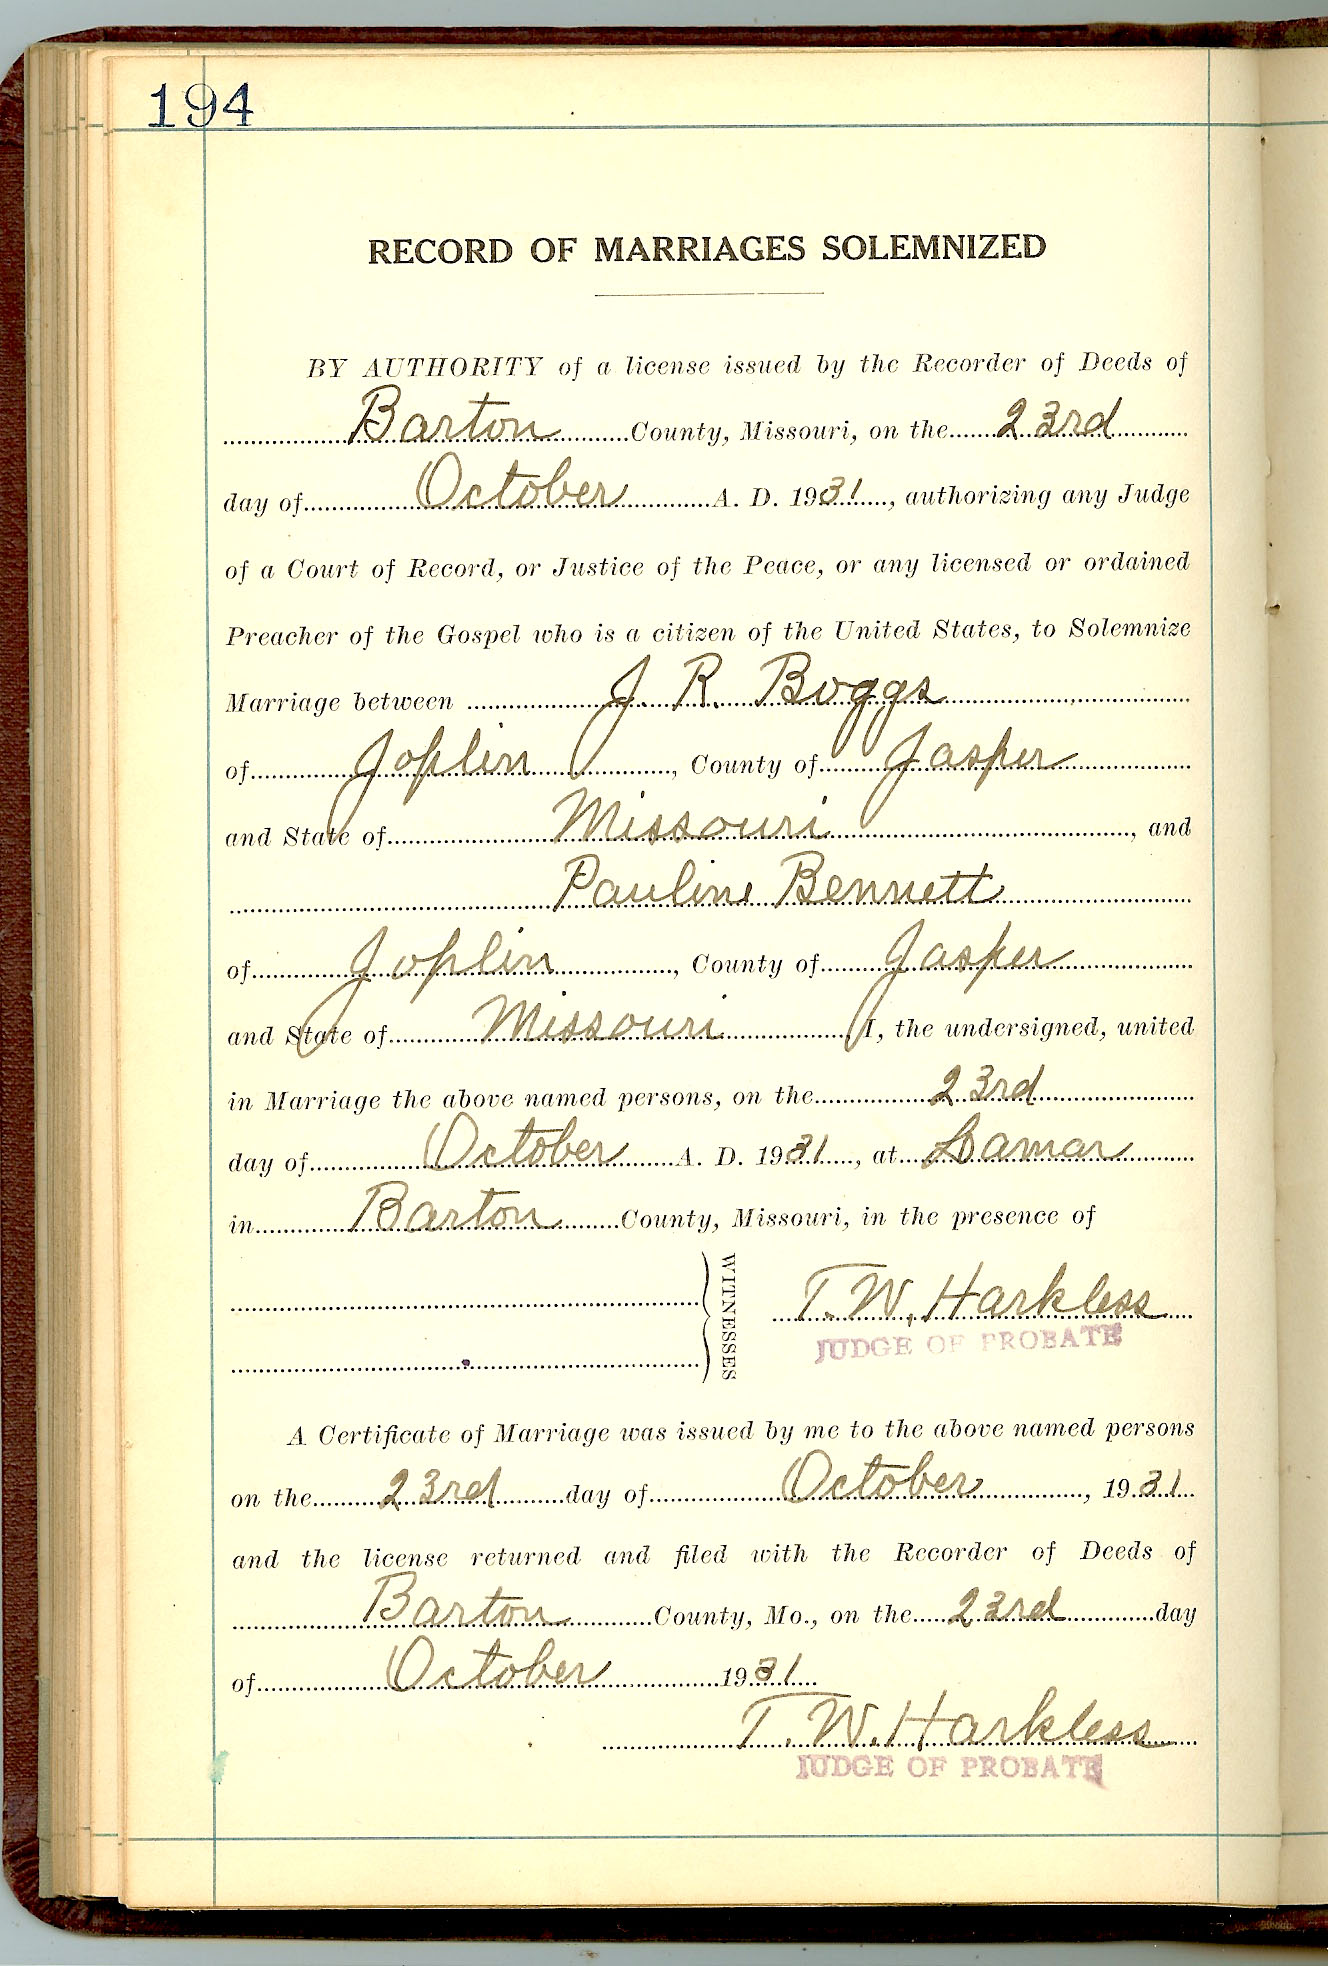 194
RECORD OF MARRIAGES SOLEMNIZED
BY AUTHORITY of a license issued by the Recorder of Deeds of
Barton County, Missouri, on the 23rd
day of October A. D. 1931, authorizing any Judge
of a Court of Record, or Justice of the Peace, or any licensed or ordained
Preacher of the Gospel who is a citizen of the United States, to Solemnize
Marriage between J. R. Boggs
of Joplin, County of Jasper
and State of Missouri, and
Pauline Bennett
of Joplin, County of Jasper
and State of Missouri I, the undersigned, united
in Marriage the above named persons, on the 23rd
day of October A. D. 1931, at Lamar
in Barton County, Missouri, in the presence of
WITNESSES
T. W. Harkless
JUDGE OF PROBATE
A Certificate of Marriage was issued by me to the above named persons
on the 23rd day of October, 1931
and the license returned and filed with the Recorder of Deeds of
Barton County, Mo., on the 23rd day
of October 1931
T. W. Harkless
JUDGE OF PROBATE